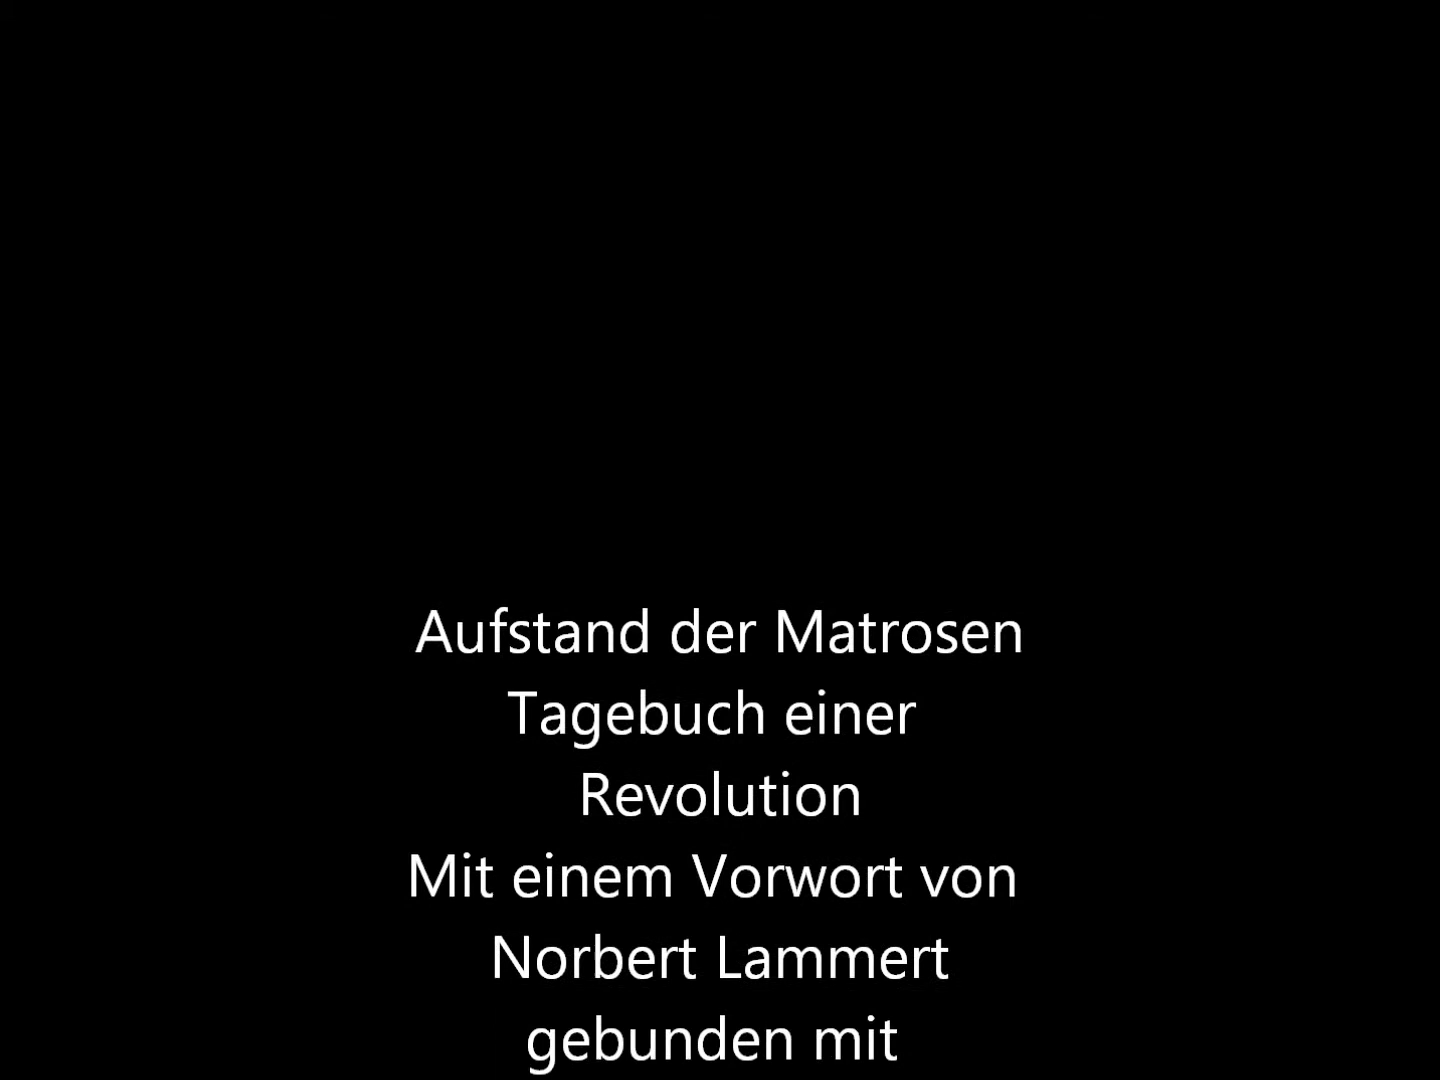 Aufstand der Matrosen
Tagebuch einer
Revolution
Mit einem Vorwort von
Norbert Lammert
gebunden mit